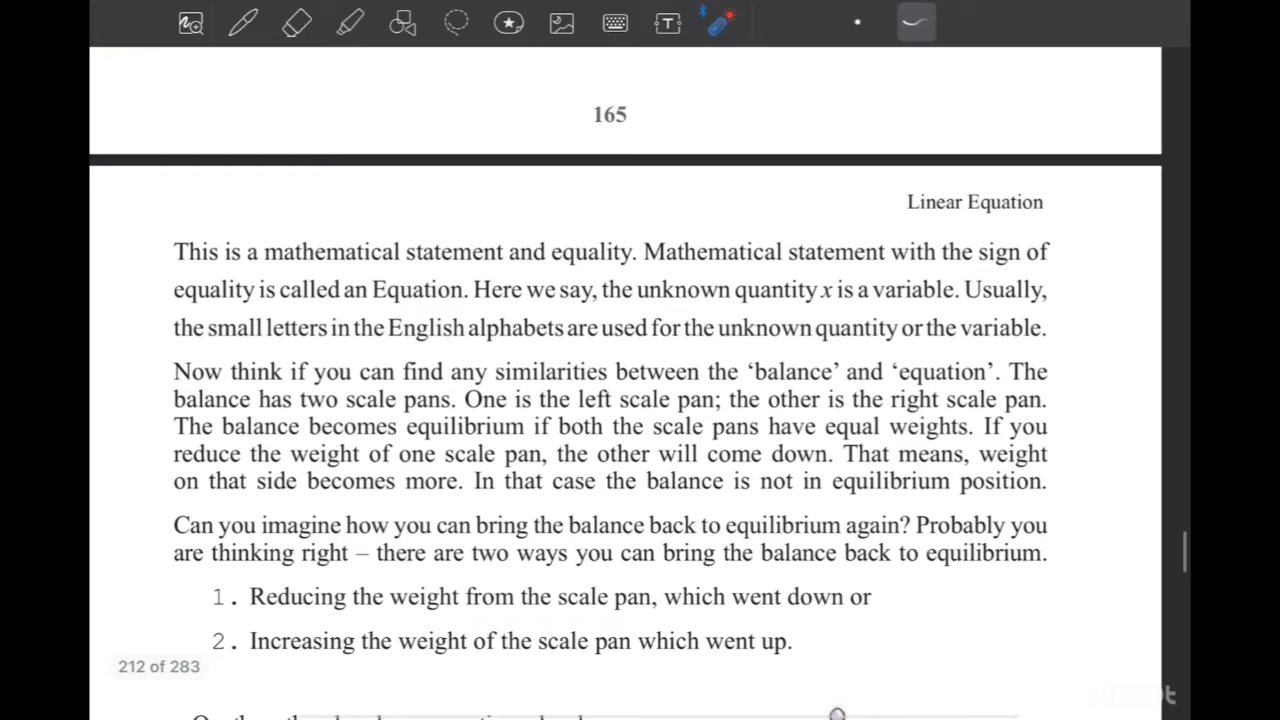 165
Linear Equation
This is a mathematical statement and equality. Mathematical statement with the sign of
equality is called an Equation. Here we say, the unknown quantity x is a variable. Usually,
the small letters in the English alphabets are used for the unknown quantity or the variable.
Now think if you can find any similarities between the ‘balance’ and ‘equation’. The
balance has two scale pans. One is the left scale pan; the other is the right scale pan.
The balance becomes equilibrium if both the scale pans have equal weights. If you
reduce the weight of one scale pan, the other will come down. That means, weight
on that side becomes more. In that case the balance is not in equilibrium position.
Can you imagine how you can bring the balance back to equilibrium again? Probably you
are thinking right – there are two ways you can bring the balance back to equilibrium.
1. Reducing the weight from the scale pan, which went down or
2. Increasing the weight of the scale pan which went up.
212 of 283